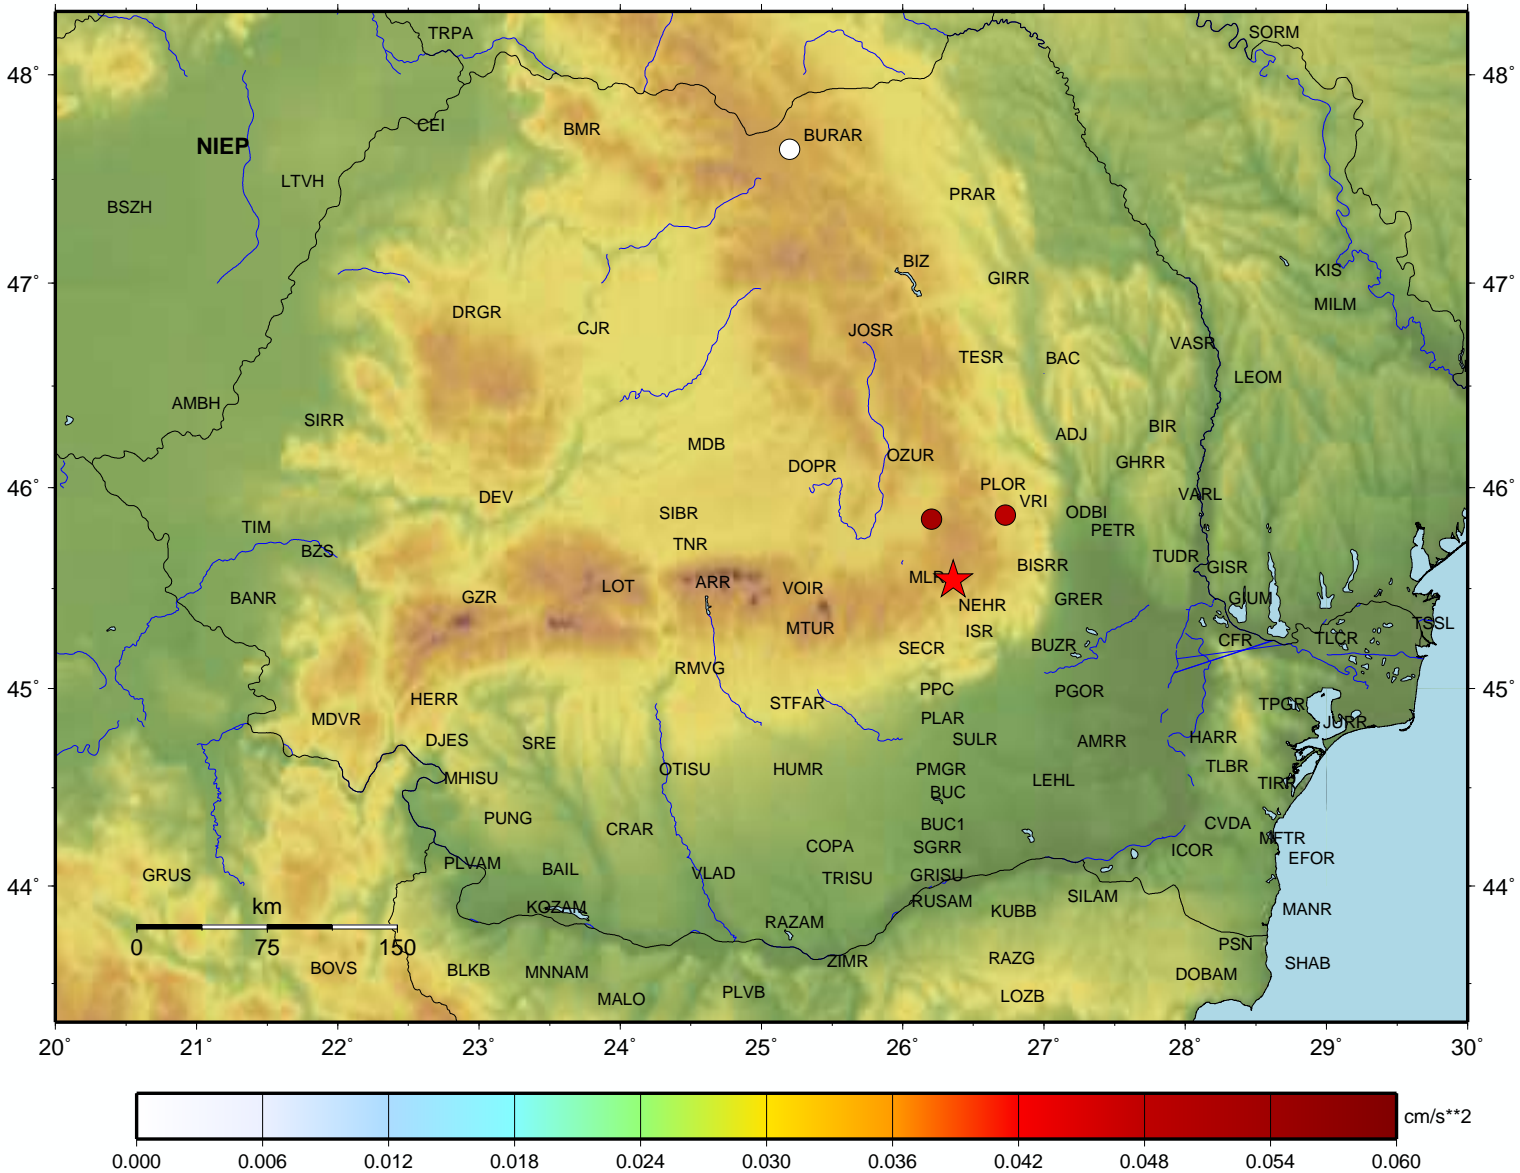 TRPA
SORM
48°
48°
CEI
BMR
BURAR
NIEP
LTVH
PRAR
BSZH
BIZ
KIS
47°
GIRR
47°
MILM
DRGR
CJR
JOSR
VASR
TESR
BAC
LEOM
AMBH
SIRR
BIR
ADJ
MDB
OZUR
GHRR
DOPR
46°
PLOR
46°
DEV
VRI
VARL
SIBR
ODBI
TIM
PETR
TNR
BZS
TUDR
BISRR
GISR
MLR
ARR
LOT
VOIR
BANR
GZR
GRER
GIUM
NEHR
MTUR
ISR
TSSL
CFR
TLCR
SECR
BUZR
RMVG
45°
PPC
PGOR
45°
HERR
STFAR
TPGR
MDVR
PLAR
JURR
DJES
SRE
SULR
AMRR
HARR
OTISU
HUMR
PMGR
TLBR
MHISU
LEHL
TIRR
BUC
PUNG
CRAR
BUC1
CVDA
MFTR
COPA
SGRR
ICOR
EFOR
PLVAM
BAIL
VLAD
GRUS
TRISU
GRISU
44°
44°
SILAM
RUSAM
km
KOZAM
KUBB
MANR
RAZAM
0
75
150
PSN
ZIMR
RAZG
SHAB
BOVS
BLKB
MNNAM
DOBAM
PLVB
MALO
LOZB
20°
21°
22°
23°
24°
25°
26°
27°
28°
29°
30°
cm/s**2
0.000
0.006
0.012
0.018
0.024
0.030
0.036
0.042
0.048
0.054
0.060